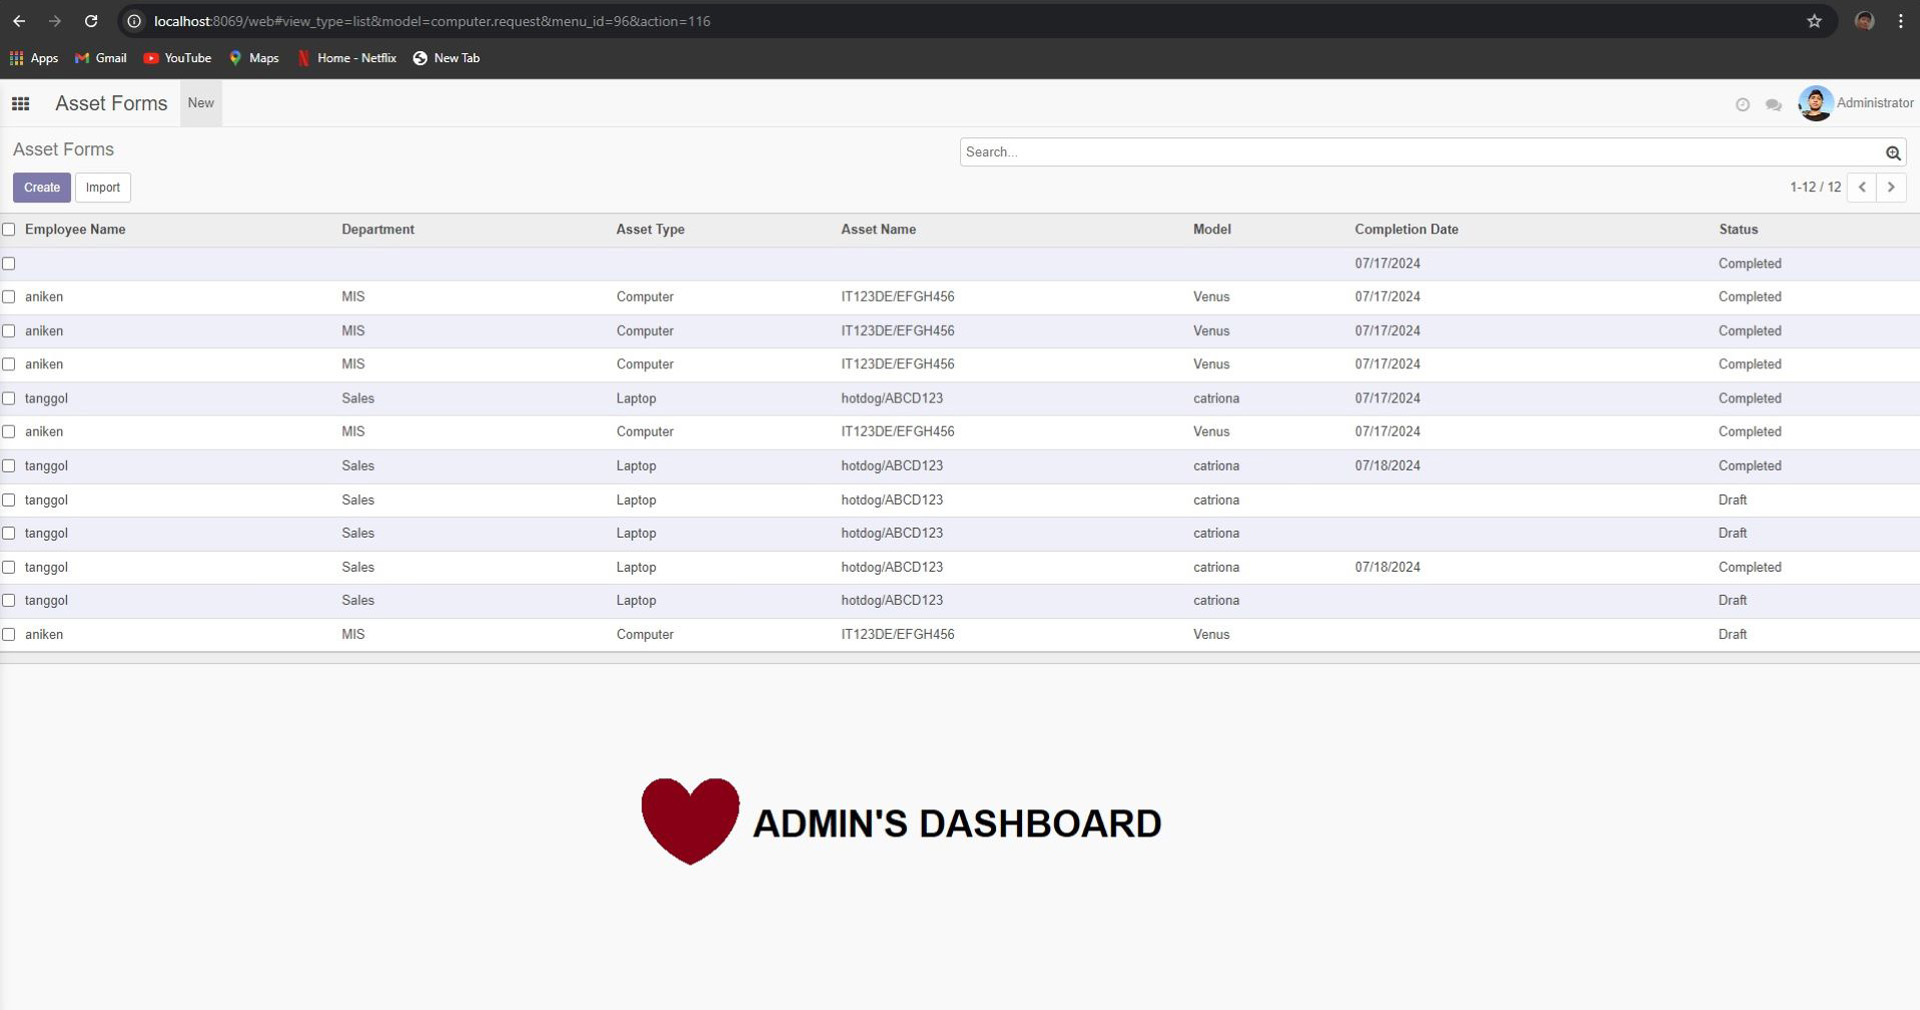 localhost:8069/web#view_type=list&model=computer.request&menu_id=96&action=116
Apps Gmail YouTube Maps Home - Netflix New Tab
Asset Forms New Administrator
Asset Forms Search...
Create Import 1-12 / 12
Employee Name Department Asset Type Asset Name Model Completion Date Status
07/17/2024 Completed
aniken MIS Computer IT123DE/EFGH456 Venus 07/17/2024 Completed
aniken MIS Computer IT123DE/EFGH456 Venus 07/17/2024 Completed
aniken MIS Computer IT123DE/EFGH456 Venus 07/17/2024 Completed
tanggol Sales Laptop hotdog/ABCD123 catriona 07/17/2024 Completed
aniken MIS Computer IT123DE/EFGH456 Venus 07/17/2024 Completed
tanggol Sales Laptop hotdog/ABCD123 catriona 07/18/2024 Completed
tanggol Sales Laptop hotdog/ABCD123 catriona Draft
tanggol Sales Laptop hotdog/ABCD123 catriona Draft
tanggol Sales Laptop hotdog/ABCD123 catriona 07/18/2024 Completed
tanggol Sales Laptop hotdog/ABCD123 catriona Draft
aniken MIS Computer IT123DE/EFGH456 Venus Draft
ADMIN'S DASHBOARD